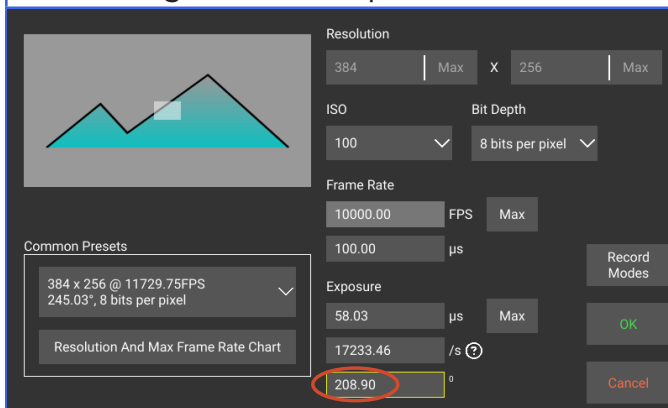 Resolution
384 Max X 256 Max
ISO Bit Depth
100 8 bits per pixel
Frame Rate
10000.00 FPS Max
100.00 µs
Common Presets
384 x 256 @ 11729.75FPS
245.03°, 8 bits per pixel
Resolution And Max Frame Rate Chart
Exposure
58.03 µs Max
17233.46 /s ?
208.90 °
Record
Modes
OK
Cancel